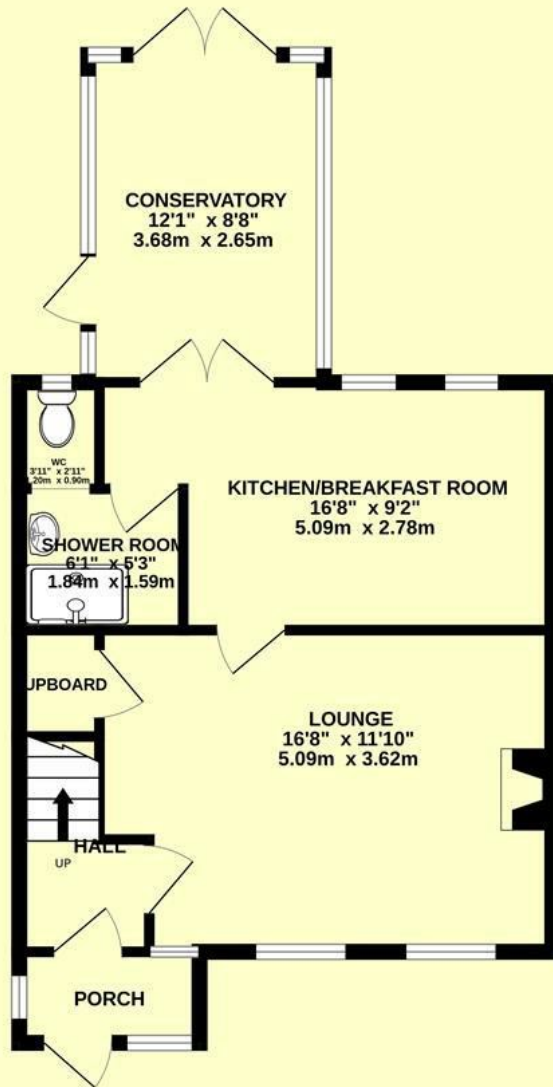 CONSERVATORY
12'1" x 8'8"
3.68m x 2.65m
WC
3'11" x 2'11"
1.20m x 0.90m
KITCHEN/BREAKFAST ROOM
16'8" x 9'2"
5.09m x 2.78m
SHOWER ROOM
6'1" x 5'3"
1.84m x 1.59m
UPBOARD
LOUNGE
16'8" x 11'10"
5.09m x 3.62m
HALL
UP
PORCH